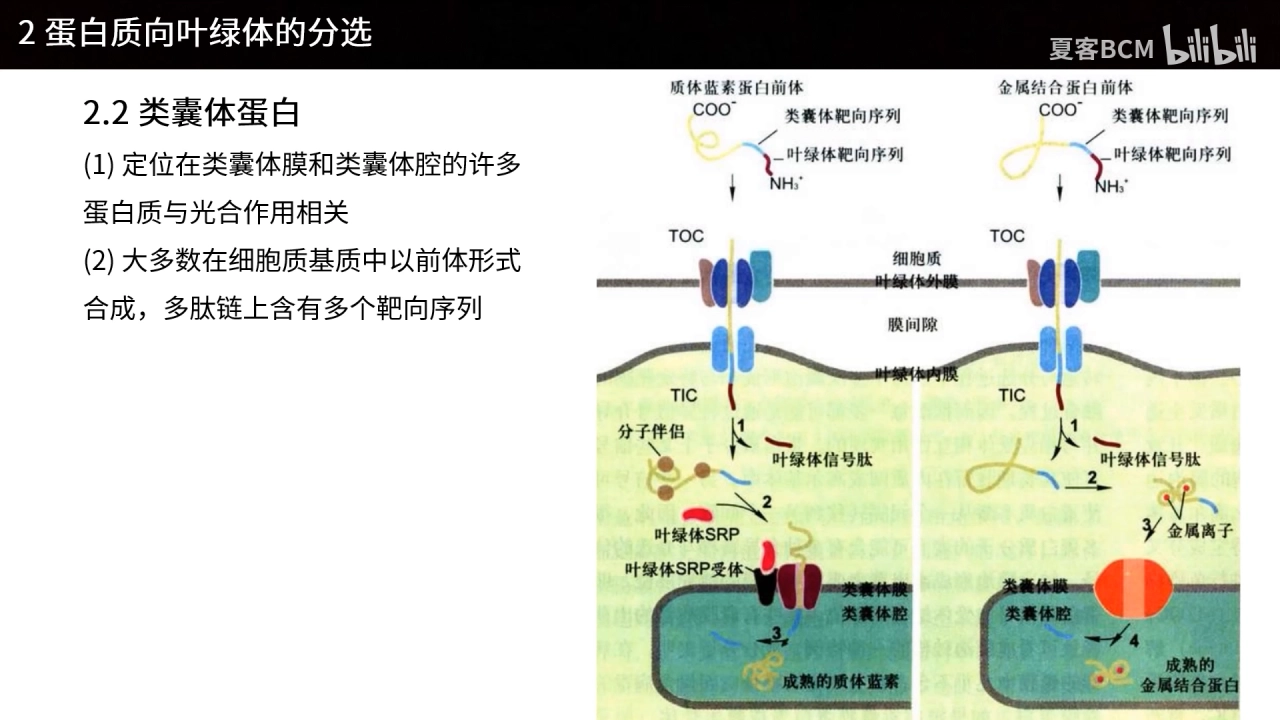 2 蛋白质向叶绿体的分选
夏客BCM bilibili
2.2 类囊体蛋白
(1) 定位在类囊体膜和类囊体腔的许多
蛋白质与光合作用相关
(2) 大多数在细胞质基质中以前体形式
合成，多肽链上含有多个靶向序列
质体蓝素蛋白前体
COO⁻
类囊体靶向序列
叶绿体靶向序列
NH₃⁺
TOC
细胞质
叶绿体外膜
膜间隙
叶绿体内膜
TIC
1
分子伴侣
叶绿体信号肽
2
叶绿体SRP
叶绿体SRP受体
类囊体膜
类囊体腔
3
成熟的质体蓝素
金属结合蛋白前体
COO⁻
类囊体靶向序列
叶绿体靶向序列
NH₃⁺
TOC
TIC
1
叶绿体信号肽
2
3
金属离子
类囊体膜
类囊体腔
4
成熟的
金属结合蛋白